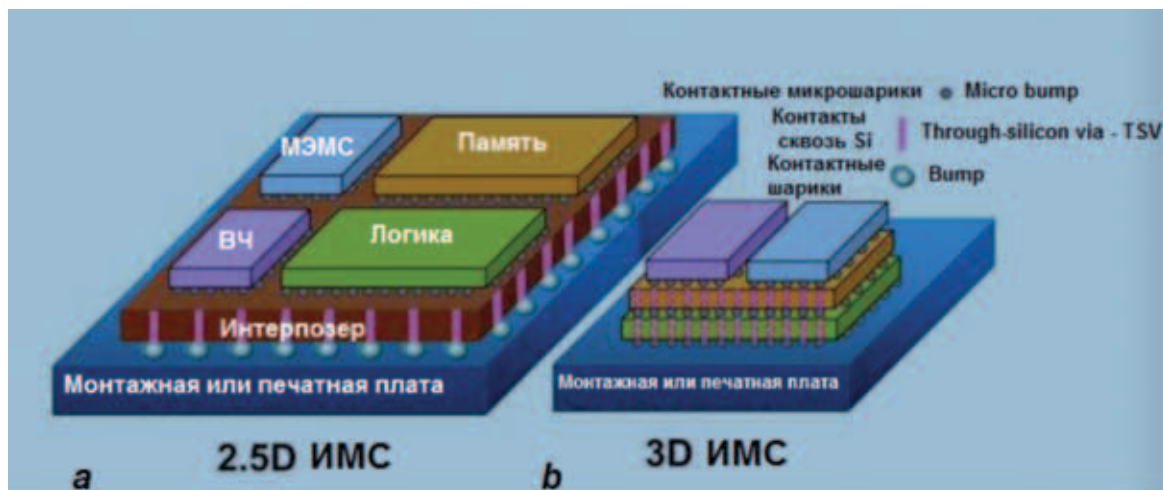 Контактные микрошарики Micro bump
Контакты
сквозь Si
Through-silicon via - TSV
Контактные
шарики
Bump
МЭМС
Память
ВЧ
Логика
Интерпозер
Монтажная или печатная плата
Монтажная или печатная плата
2.5D ИМС
3D ИМС
a
b